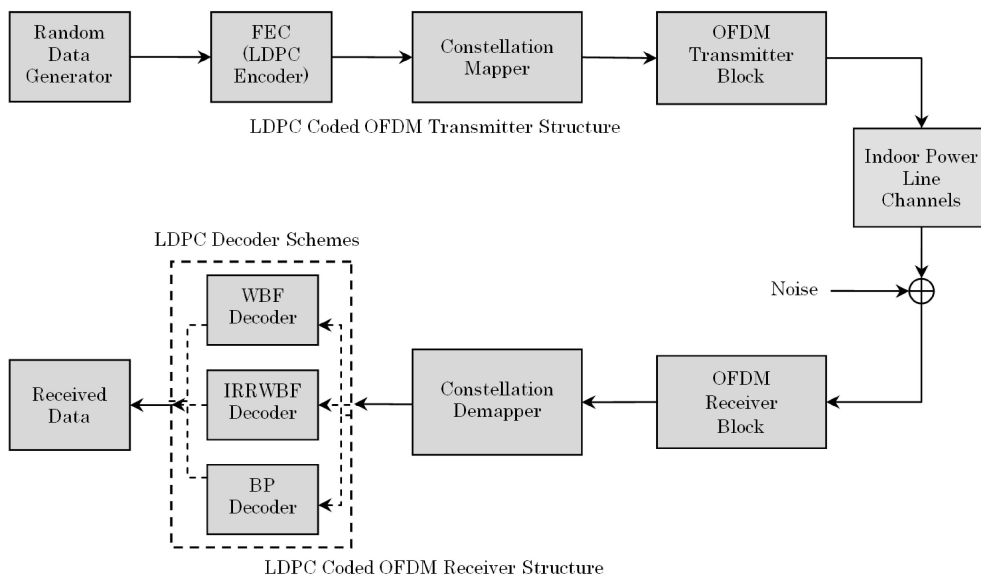 Random
Data
Generator
FEC
(LDPC
Encoder)
Constellation
Mapper
OFDM
Transmitter
Block
LDPC Coded OFDM Transmitter Structure
Indoor Power
Line
Channels
Noise
LDPC Decoder Schemes
WBF
Decoder
IRRWBF
Decoder
BP
Decoder
Received
Data
Constellation
Demapper
OFDM
Receiver
Block
LDPC Coded OFDM Receiver Structure